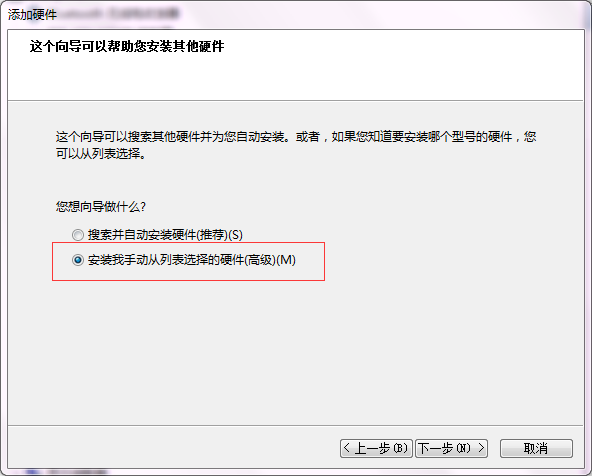 添加硬件
这个向导可以帮助您安装其他硬件
这个向导可以搜索其他硬件并为您自动安装。或者，如果您知道要安装哪个型号的硬件，您
可以从列表选择。
您想向导做什么?
搜索并自动安装硬件(推荐)(S)
安装我手动从列表选择的硬件(高级)(M)
< 上一步(B) 下一步(N) > 取消